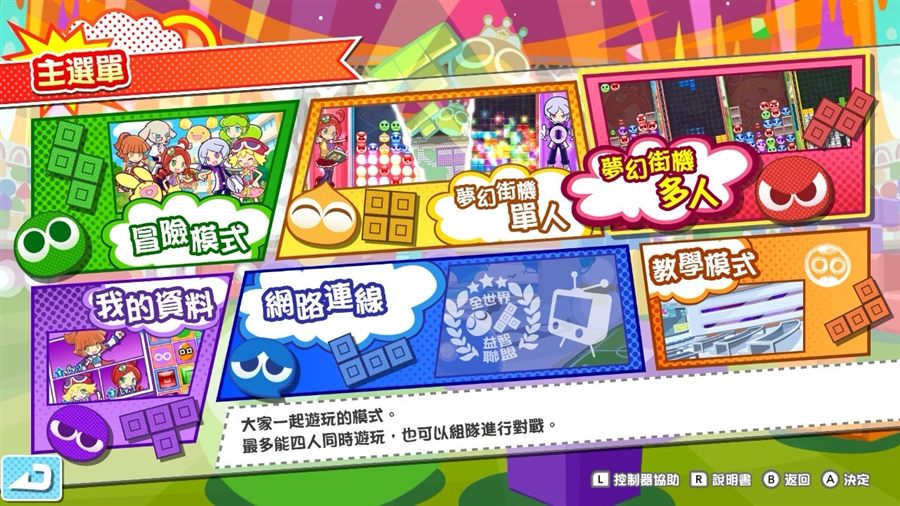 主選單
冒險模式
夢幻街機
單人
夢幻街機
多人
我的資料
網路連線
全世界
益智
聯盟
教學模式
大家一起遊玩的模式。
最多能四人同時遊玩,也可以組隊進行對戰。
L 控制器協助 R 說明書 B 返回 A 決定